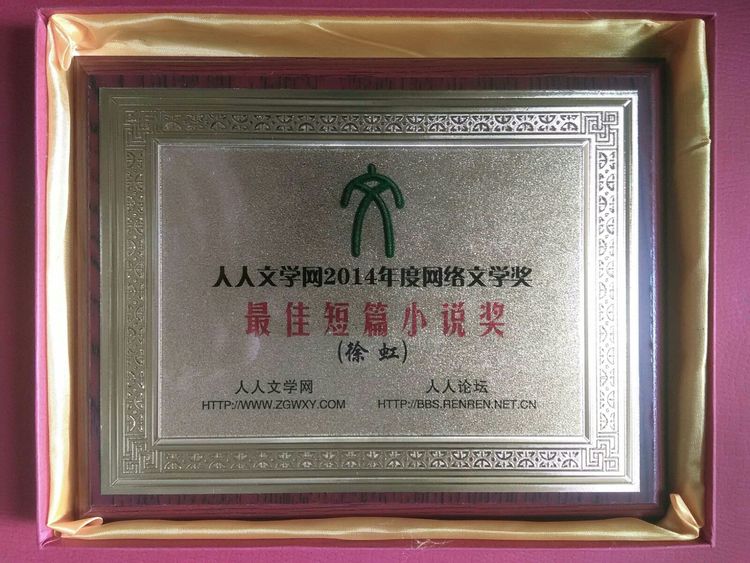 人人文学网2014年度网络文学奖
最佳短篇小说奖
(徐虹)
人人文学网 人人论坛
HTTP://WWW.ZGWXY.COM HTTP://BBS.RENREN.NET.CN